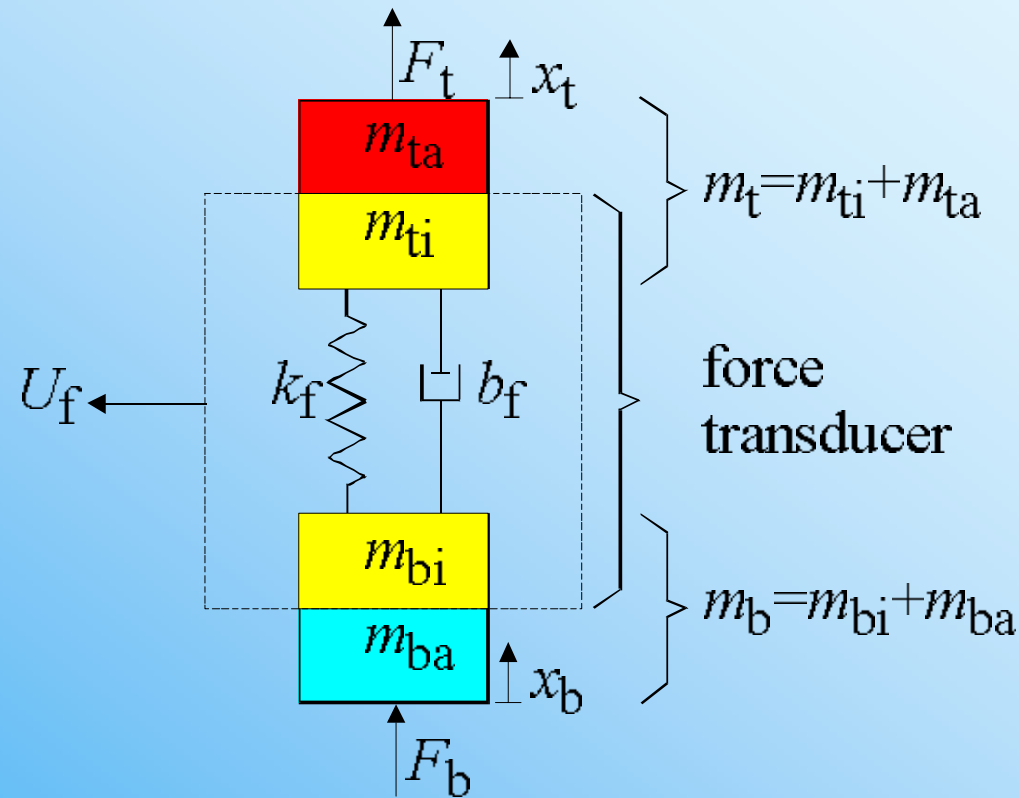 F_t
x_t
m_ta
m_t=m_ti+m_ta
m_ti
k_f
b_f
U_f
force
transducer
m_bi
m_b=m_bi+m_ba
m_ba
x_b
F_b